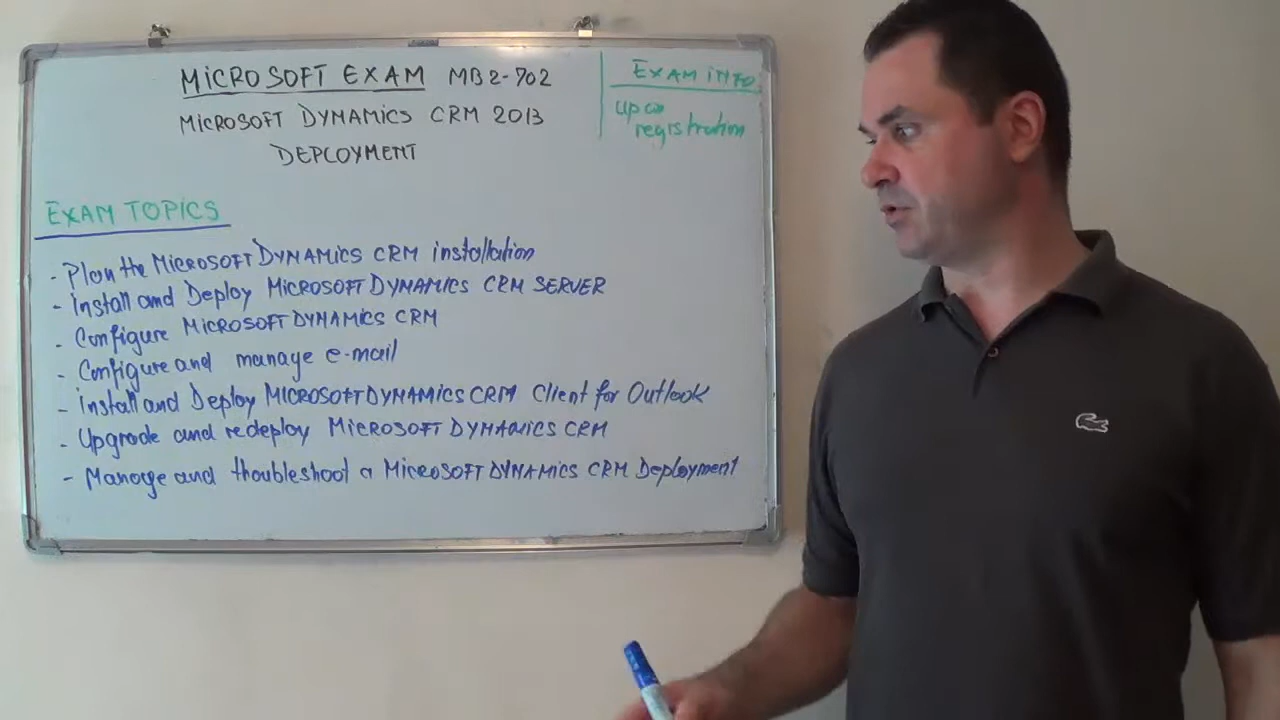 MICROSOFT EXAM MB2-702
MICROSOFT DYNAMICS CRM 2013
DEPLOYMENT
EXAM INFO
upon
registration
EXAM TOPICS
- Plan the MICROSOFT DYNAMICS CRM installation
- Install and Deploy MICROSOFT DYNAMICS CRM SERVER
- Configure MICROSOFT DYNAMICS CRM
- Configure and manage e-mail
- Install and Deploy MICROSOFT DYNAMICS CRM Client for Outlook
- Upgrade and redeploy MICROSOFT DYNAMICS CRM
- Manage and thoubleshoot a MICROSOFT DYNAMICS CRM Deployment